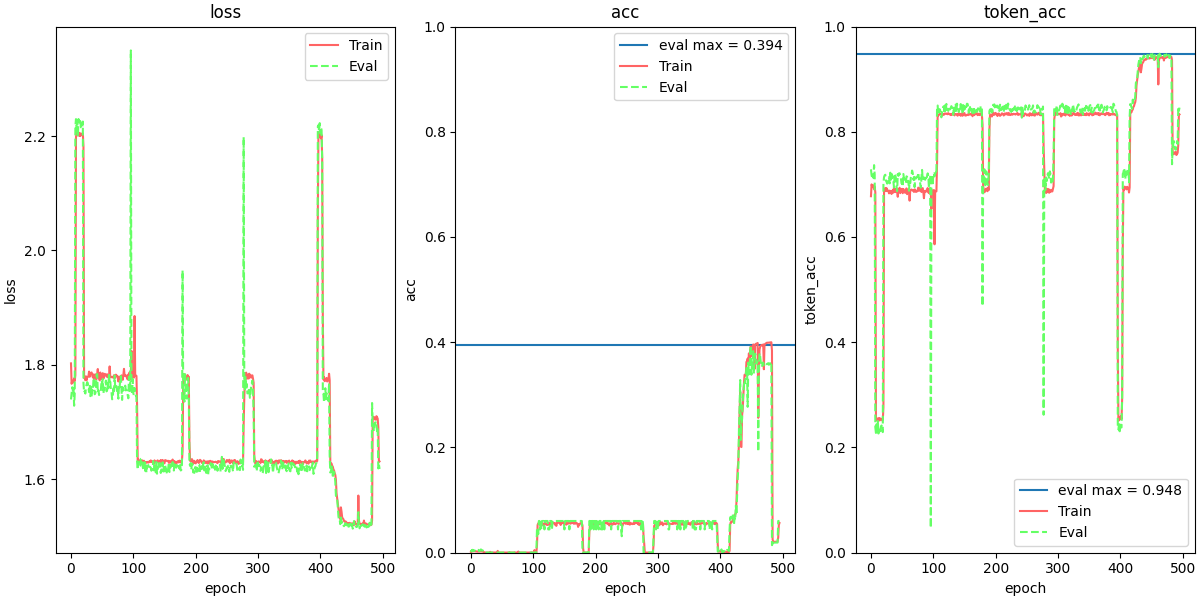 loss
Train
Eval
2.2
2.0
1.8
1.6
loss
0
100
200
300
400
500
epoch
acc
eval max = 0.394
Train
Eval
1.0
0.8
0.6
0.4
0.2
0.0
acc
0
100
200
300
400
500
epoch
token_acc
1.0
0.8
0.6
0.4
0.2
0.0
token_acc
eval max = 0.948
Train
Eval
0
100
200
300
400
500
epoch